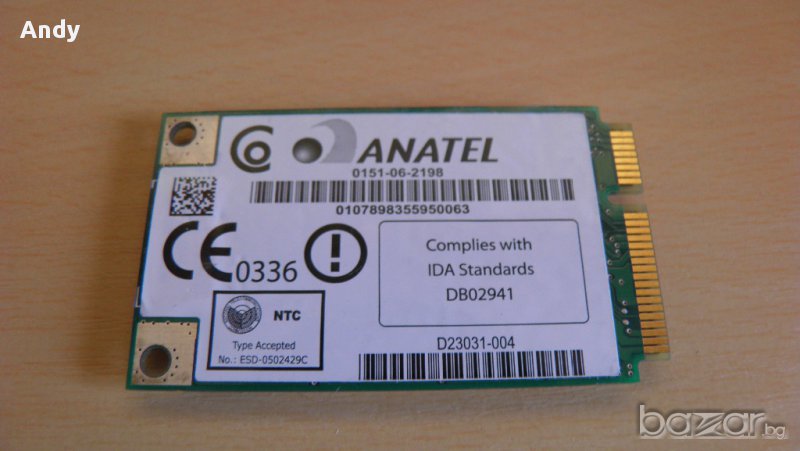 Andy
ANATEL
0151-06-2198
0107898355950063
CE 0336
Complies with
IDA Standards
DB02941
NTC
Type Accepted
No.: ESD-0502429C
D23031-004
bazar.bg